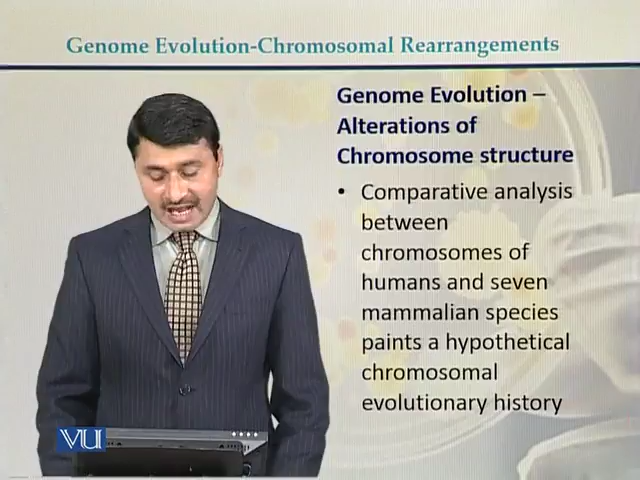 Genome Evolution-Chromosomal Rearrangements
Genome Evolution –
Alterations of
Chromosome structure
• Comparative analysis
between
chromosomes of
humans and seven
mammalian species
paints a hypothetical
chromosomal
evolutionary history
VU